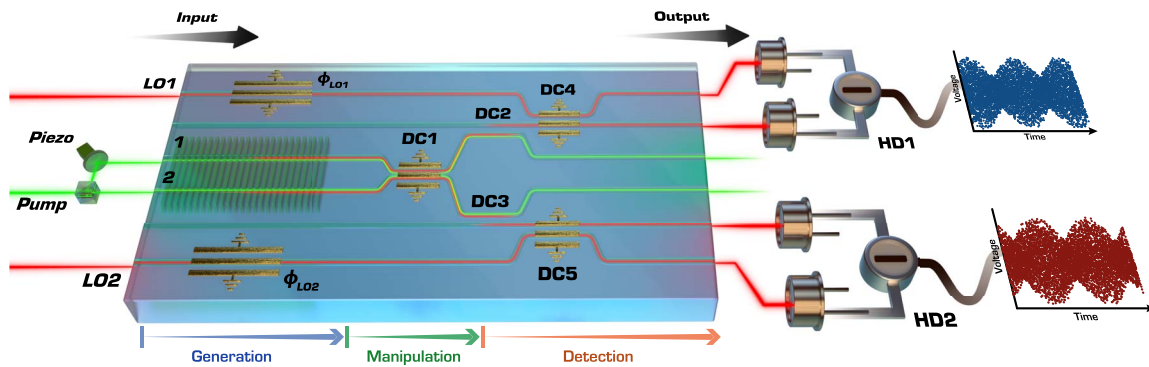 Input
Output
LO1
ϕLO1
DC4
DC2
Voltage
Time
HD1
Piezo
1
DC1
2
Pump
DC3
LO2
ϕLO2
DC5
Voltage
Time
HD2
Generation
Manipulation
Detection